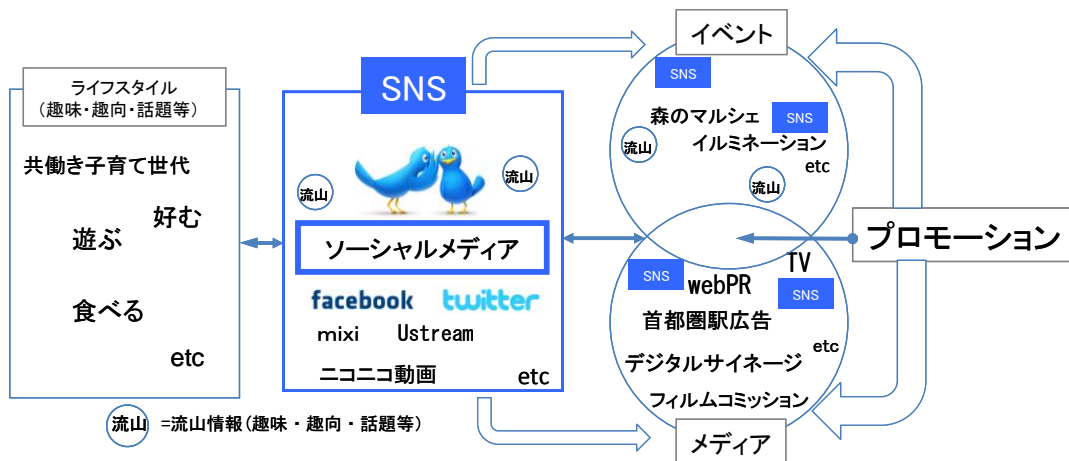 ライフスタイル
（趣味・趣向・話題等）
共働き子育て世代
好む
遊ぶ
食べる
etc
SNS
流山
流山
ソーシャルメディア
facebook
twitter
mixi
Ustream
ニコニコ動画
etc
イベント
SNS
森のマルシェ
SNS
流山
イルミネーション
etc
流山
プロモーション
SNS
webPR
TV
SNS
首都圏駅広告
etc
デジタルサイネージ
フィルムコミッション
メディア
流山
=流山情報（趣味・趣向・話題等）